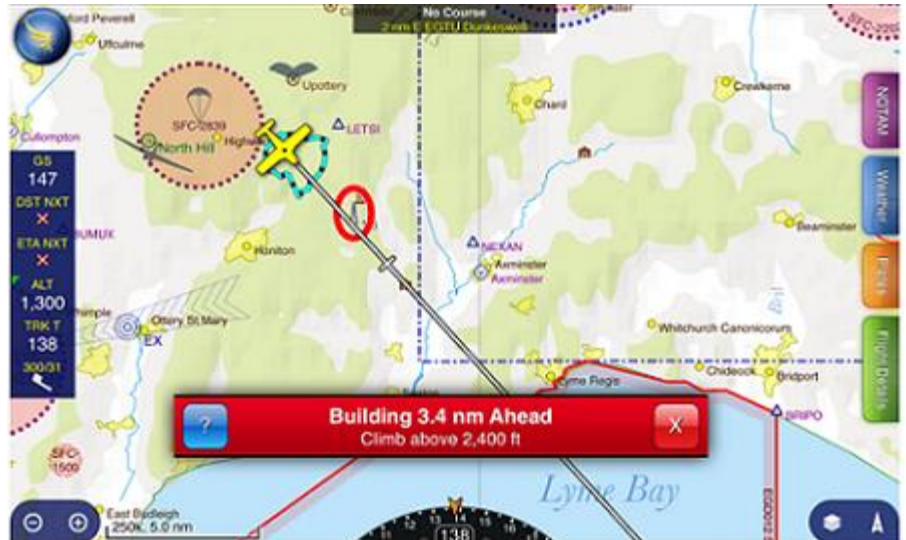 No Course
2 nm E EGTU Dunkeswell
Uffculme
Upottery
SFC-2839
North Hill
LETSI
Chard
Crewkerne
Cullompton
NOTAM
GS
147
DST NXT
X
ETA NXT
X
ALT
1,300
TRK T
138
300/31
Weather
Beaminster
Honiton
NEXAN
Axminster
Axminster
Ottery St.Mary
EX
Whitchurch Canonicorum
Chideock
Bridport
Flight Details
Lyme Regis
BRIPO
?
Building 3.4 nm Ahead
Climb above 2,400 ft
X
SFC-
1500
Lyme Bay
East Budleigh
250k, 5.0 nm
138